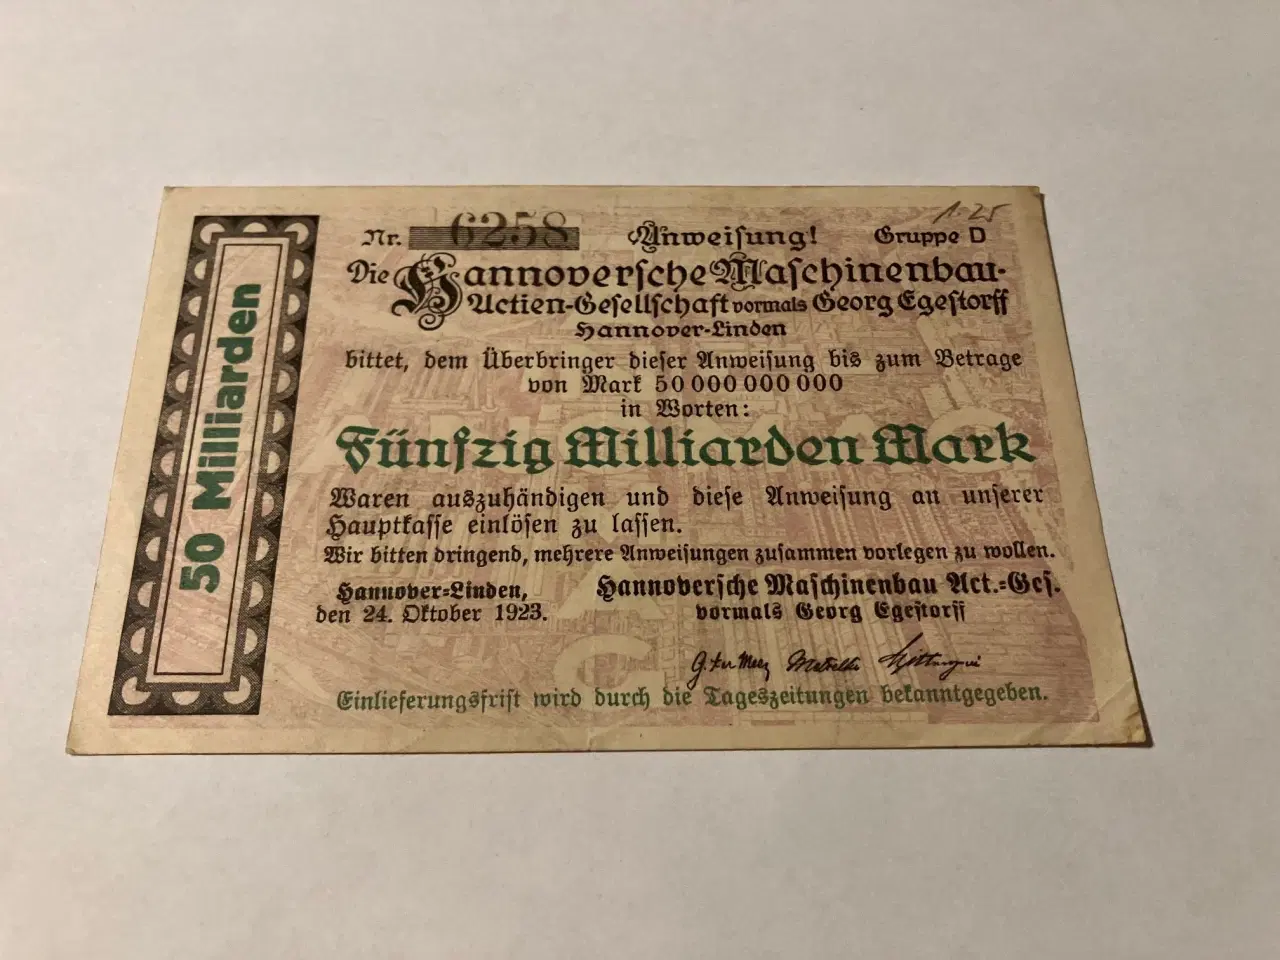 50 Milliarden
Nr. 6258 Anweisung! Gruppe D
1.25
Die Hannoversche Maschinenbau-
Actien-Gesellschaft vormals Georg Egestorff
Hannover-Linden
bittet, dem Überbringer dieser Anweisung bis zum Betrage
von Mark 50 000 000 000
in Worten:
Fünfzig Milliarden Mark
Waren auszuhändigen und diese Anweisung an unserer
Hauptkasse einlösen zu lassen.
Wir bitten dringend, mehrere Anweisungen zusammen vorlegen zu wollen.
Hannover-Linden,
den 24. Oktober 1923.
Hannoversche Maschinenbau Act.-Ges.
vormals Georg Egestorff
Einlieferungsfrist wird durch die Tageszeitungen bekanntgegeben.